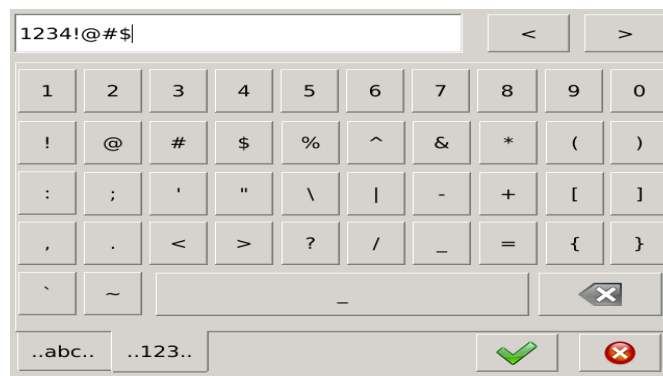 1234!@#$ < >
1 2 3 4 5 6 7 8 9 0
! @ # $ % ^ & * ( )
: ; ' " \ | - + [ ]
, . < > ? / _ = { }
` ~ _
..abc.. ..123..